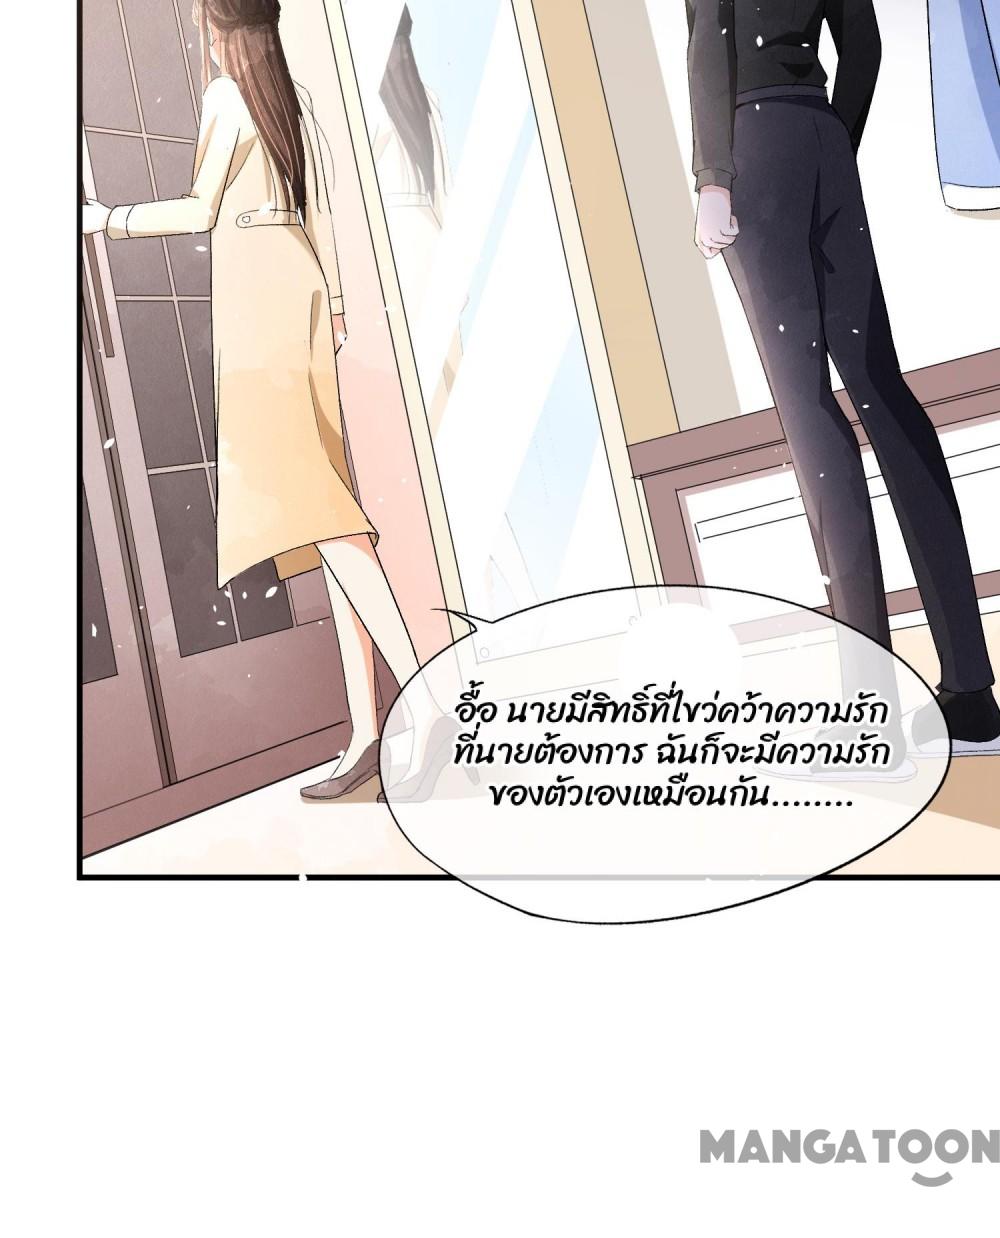 อื้อ นายมีสิทธิ์ที่ไขว่คว้าความรัก
ที่นายต้องการ ฉันก็จะมีความรัก
ของตัวเองเหมือนกัน........
MANGATOON